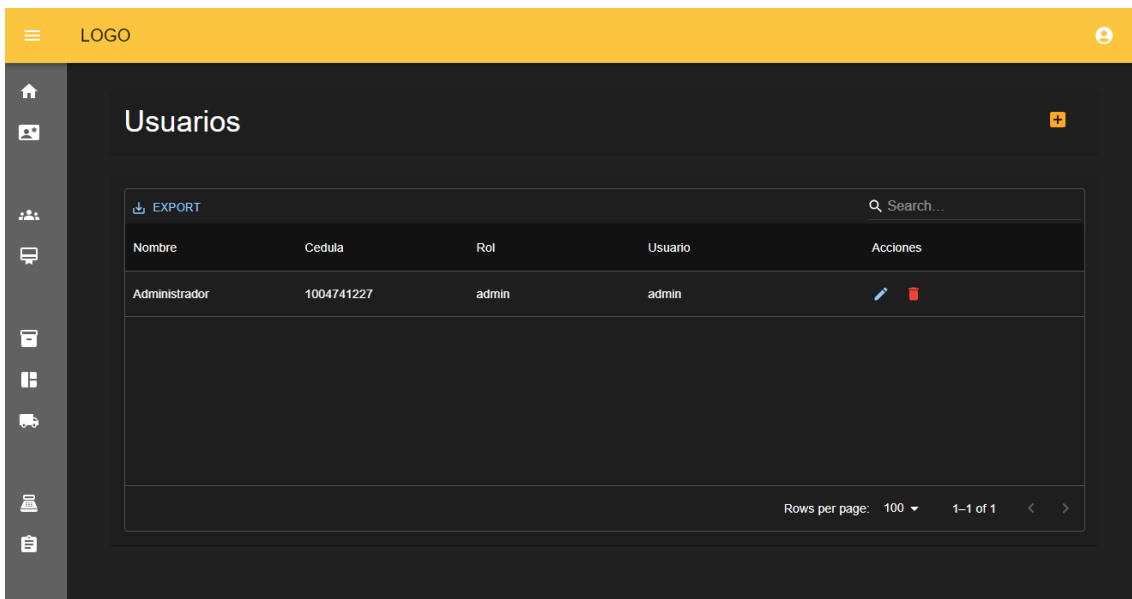 LOGO
Usuarios
EXPORT
Search...
Nombre Cedula Rol Usuario Acciones
Administrador 1004741227 admin admin
Rows per page: 100 1–1 of 1